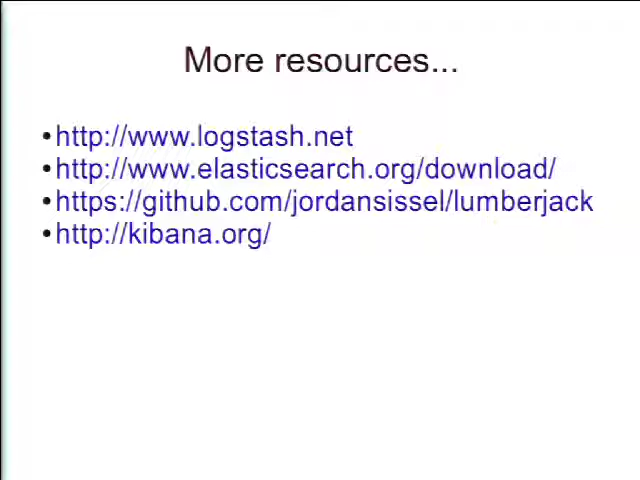 More resources...
•http://www.logstash.net
•http://www.elasticsearch.org/download/
•https://github.com/jordansissel/lumberjack
•http://kibana.org/